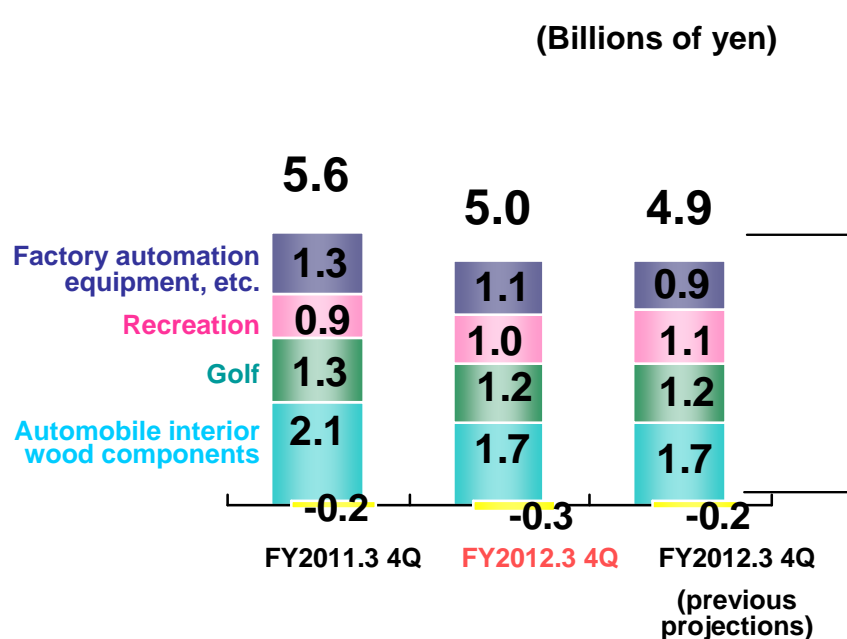 (Billions of yen)
5.6
5.0
4.9
Factory automation
equipment, etc.
1.3
1.1
0.9
Recreation
0.9
1.0
1.1
Golf
1.3
1.2
1.2
Automobile interior
wood components
2.1
1.7
1.7
-0.2
-0.3
-0.2
FY2011.3 4Q
FY2012.3 4Q
FY2012.3 4Q
(previous
projections)